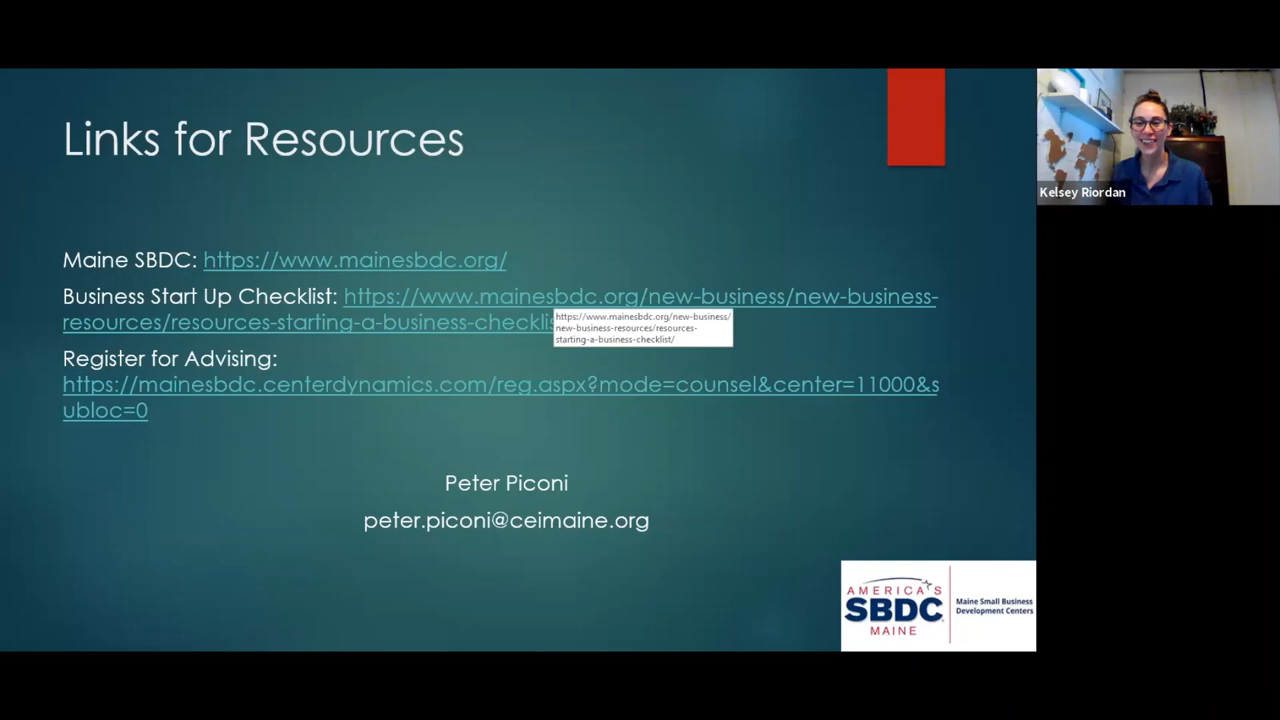 Links for Resources
Kelsey Riordan
Maine SBDC: https://www.mainesbdc.org/
Business Start Up Checklist: https://www.mainesbdc.org/new-business/new-business-
resources/resources-starting-a-business-checklis
https://www.mainesbdc.org/new-business/
new-business-resources/resources-
starting-a-business-checklist/
Register for Advising:
https://mainesbdc.centerdynamics.com/reg.aspx?mode=counsel&center=11000&s
ubloc=0
Peter Piconi
peter.piconi@ceimaine.org
AMERICA'S
SBDC
MAINE
Maine Small Business
Development Centers